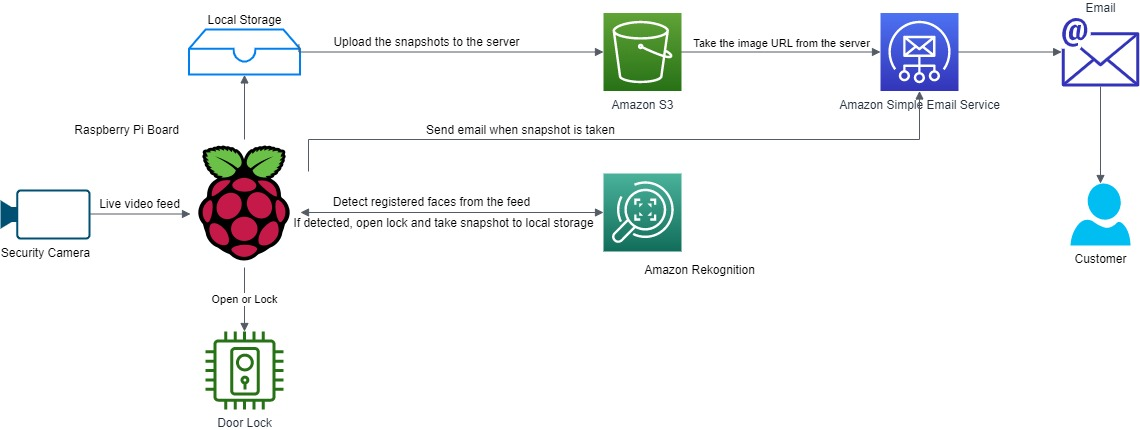 Local Storage
Email
@
Upload the snapshots to the server
Take the image URL from the server
Amazon S3
Amazon Simple Email Service
Raspberry Pi Board
Send email when snapshot is taken
Live video feed
Detect registered faces from the feed
If detected, open lock and take snapshot to local storage
Security Camera
Amazon Rekognition
Customer
Open or Lock
Door Lock